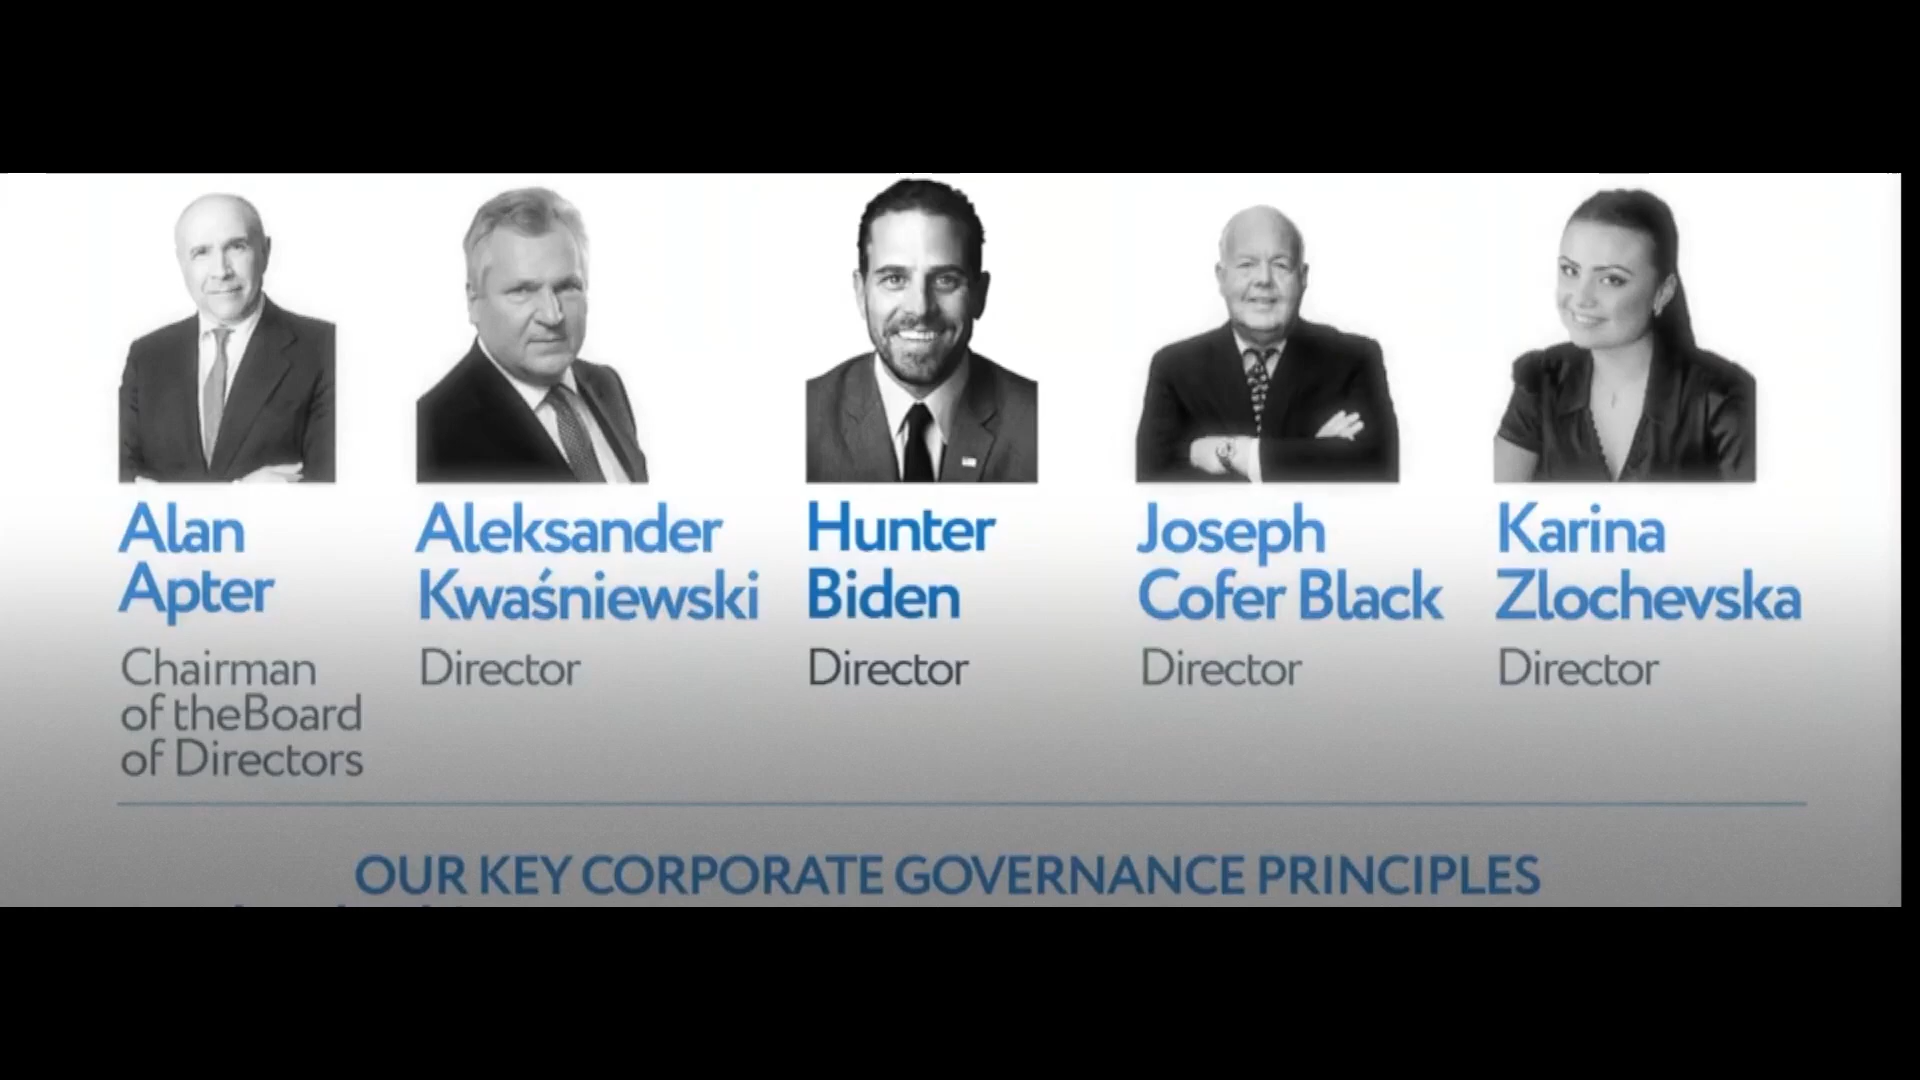 Alan
Apter
Chairman
of theBoard
of Directors
Aleksander
Kwaśniewski
Director
Hunter
Biden
Director
Joseph
Cofer Black
Director
Karina
Zlochevska
Director
OUR KEY CORPORATE GOVERNANCE PRINCIPLES